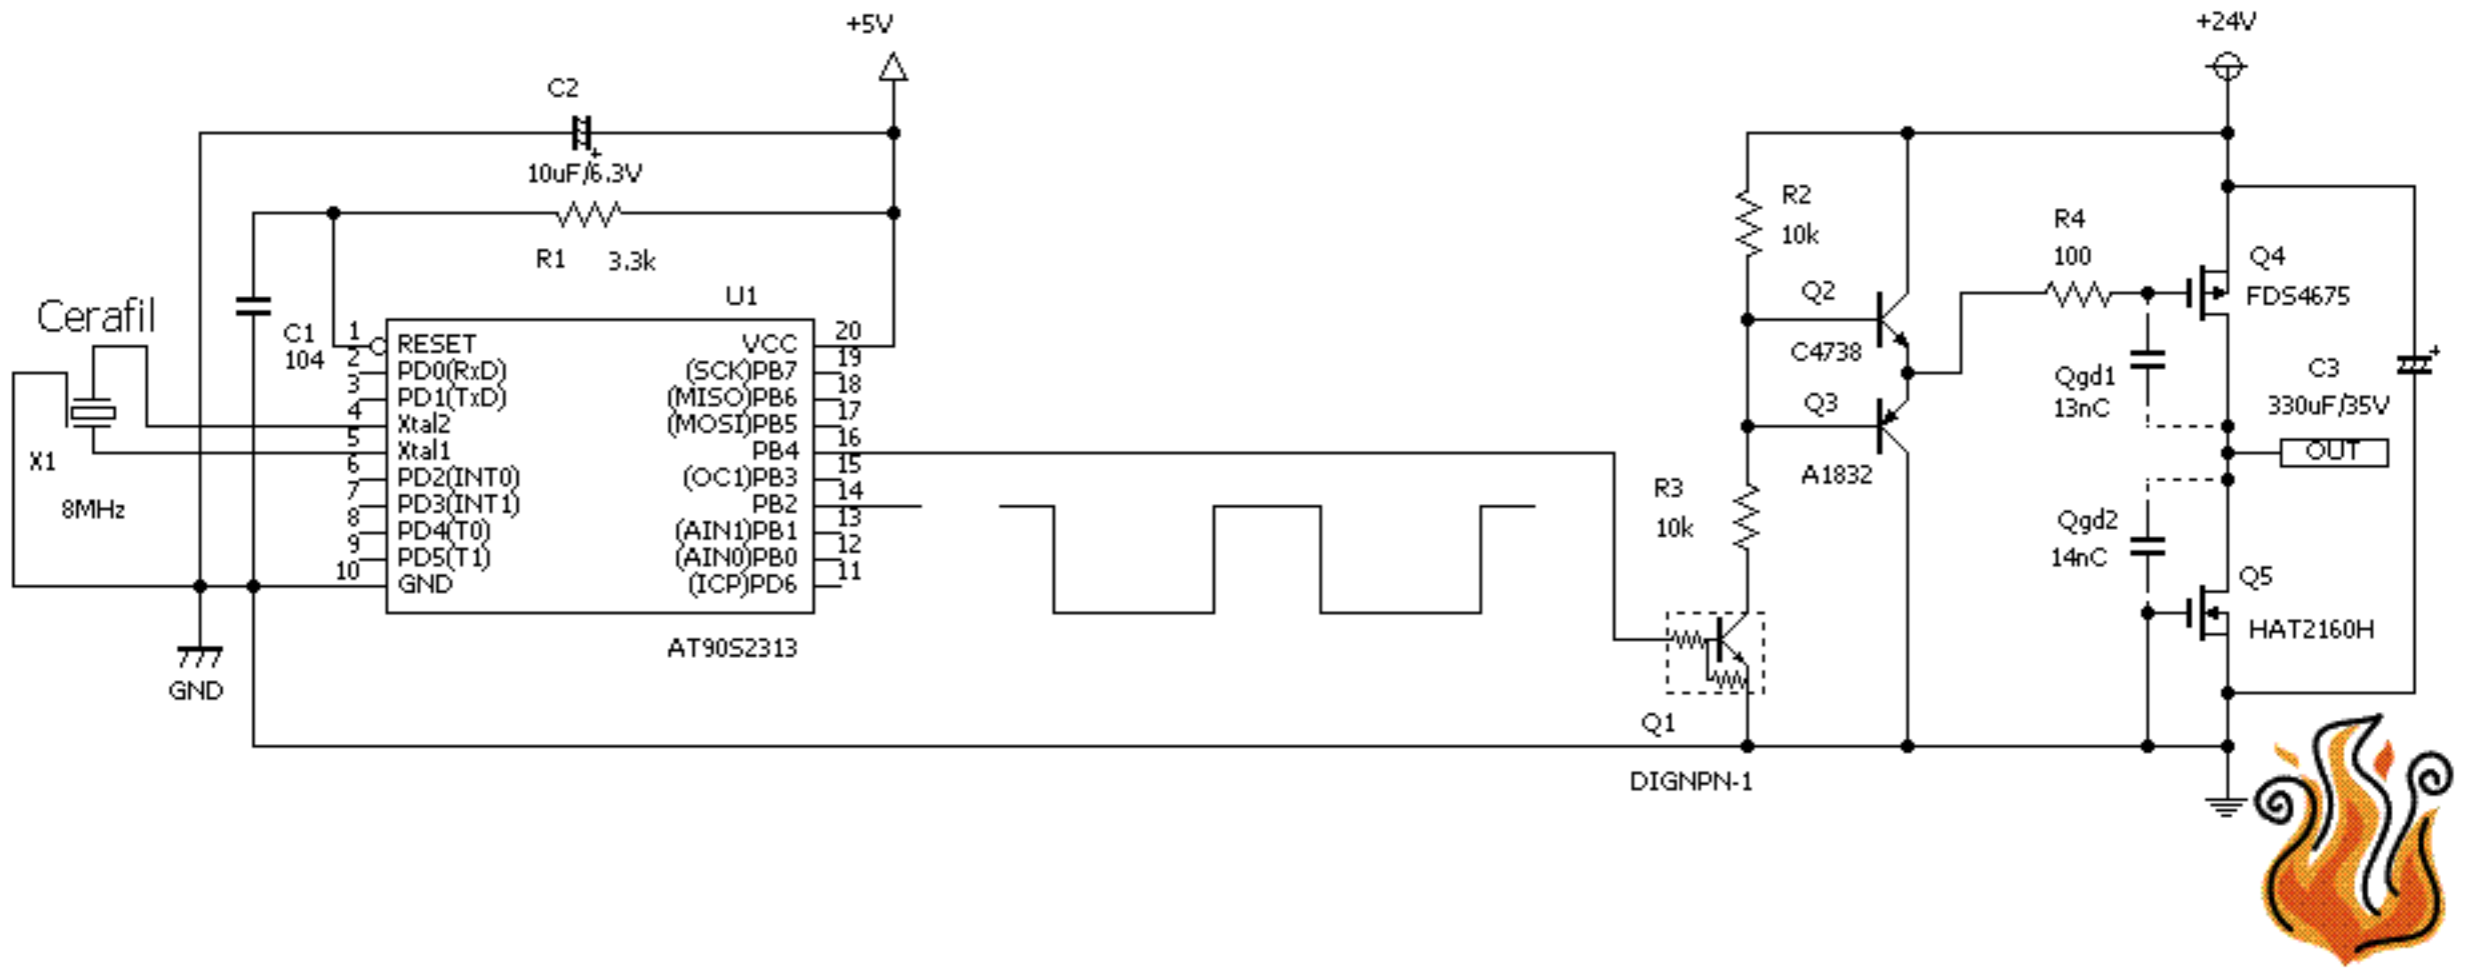 +5V
+24V
C2
10uF/6.3V
R1 3.3k
R2
10k
R4
100
Q4
FDS4675
Q2
C4738
U1
Cerafil
C1
104
X1
8MHz
1 RESET
2 PD0(RxD)
3 PD1(TxD)
4 Xtal2
5 Xtal1
6 PD2(INT0)
7 PD3(INT1)
8 PD4(T0)
9 PD5(T1)
10 GND
VCC 20
(SCK)PB7 19
(MISO)PB6 18
(MOSI)PB5 17
PB4 16
(OC1)PB3 15
PB2 14
(AIN1)PB1 13
(AIN0)PB0 12
(ICP)PD6 11
AT90S2313
GND
Q3
A1832
R3
10k
Qgd1
13nC
C3
330uF/35V
OUT
Qgd2
14nC
Q5
HAT2160H
Q1
DIGNPN-1